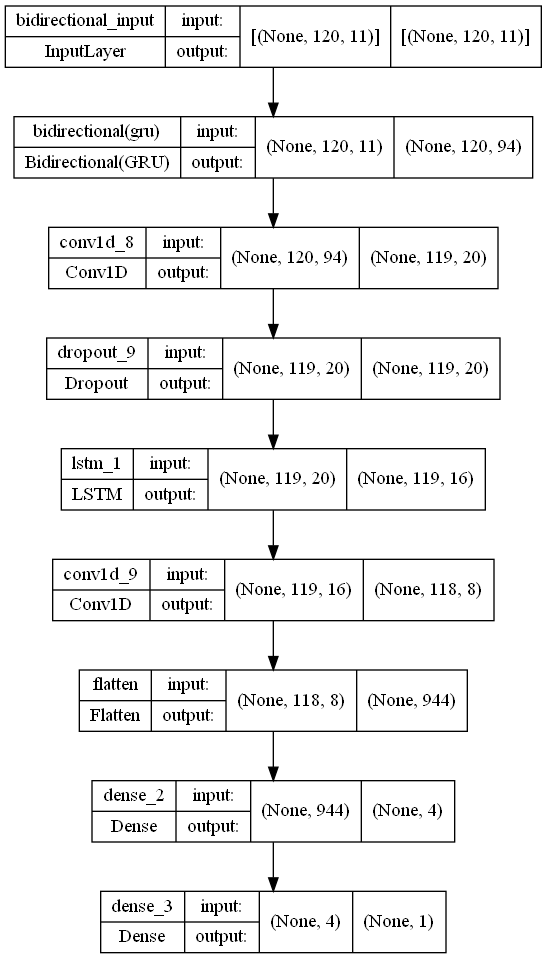 bidirectional_input input: [(None, 120, 11)] [(None, 120, 11)]
InputLayer output:
bidirectional(gru) input: (None, 120, 11) (None, 120, 94)
Bidirectional(GRU) output:
conv1d_8 input: (None, 120, 94) (None, 119, 20)
Conv1D output:
dropout_9 input: (None, 119, 20) (None, 119, 20)
Dropout output:
lstm_1 input: (None, 119, 20) (None, 119, 16)
LSTM output:
conv1d_9 input: (None, 119, 16) (None, 118, 8)
Conv1D output:
flatten input: (None, 118, 8) (None, 944)
Flatten output:
dense_2 input: (None, 944) (None, 4)
Dense output:
dense_3 input: (None, 4) (None, 1)
Dense output: